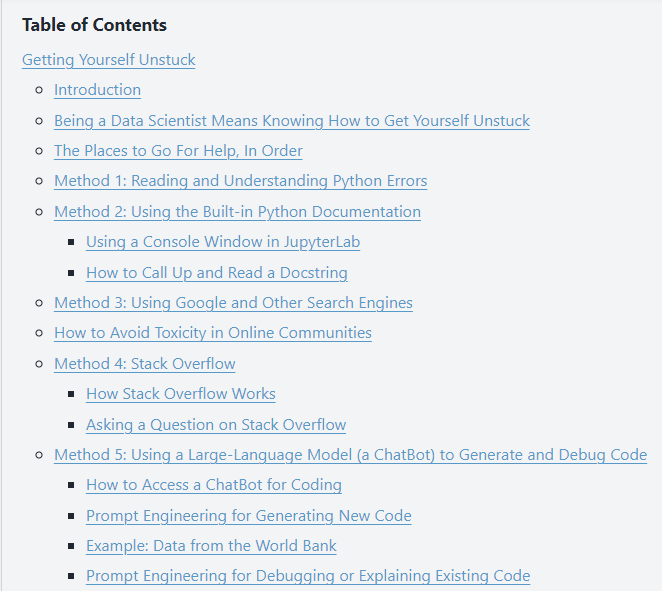 Table of Contents
Getting Yourself Unstuck
Introduction
Being a Data Scientist Means Knowing How to Get Yourself Unstuck
The Places to Go For Help, In Order
Method 1: Reading and Understanding Python Errors
Method 2: Using the Built-in Python Documentation
Using a Console Window in JupyterLab
How to Call Up and Read a Docstring
Method 3: Using Google and Other Search Engines
How to Avoid Toxicity in Online Communities
Method 4: Stack Overflow
How Stack Overflow Works
Asking a Question on Stack Overflow
Method 5: Using a Large-Language Model (a ChatBot) to Generate and Debug Code
How to Access a ChatBot for Coding
Prompt Engineering for Generating New Code
Example: Data from the World Bank
Prompt Engineering for Debugging or Explaining Existing Code